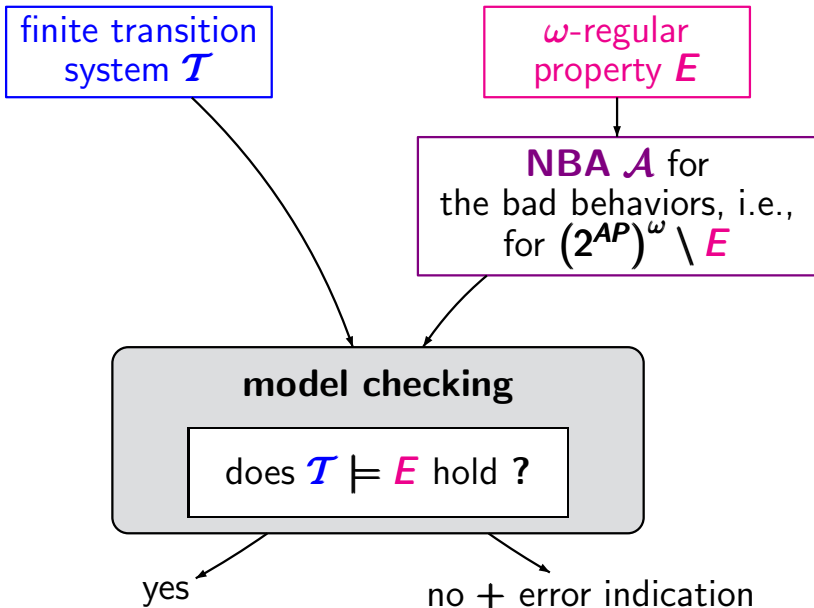 finite transition
system 𝒯
ω-regular
property E
NBA 𝒜 for
the bad behaviors, i.e.,
for (2^AP)^ω \ E
model checking
does 𝒯 ⊨ E hold ?
yes
no + error indication